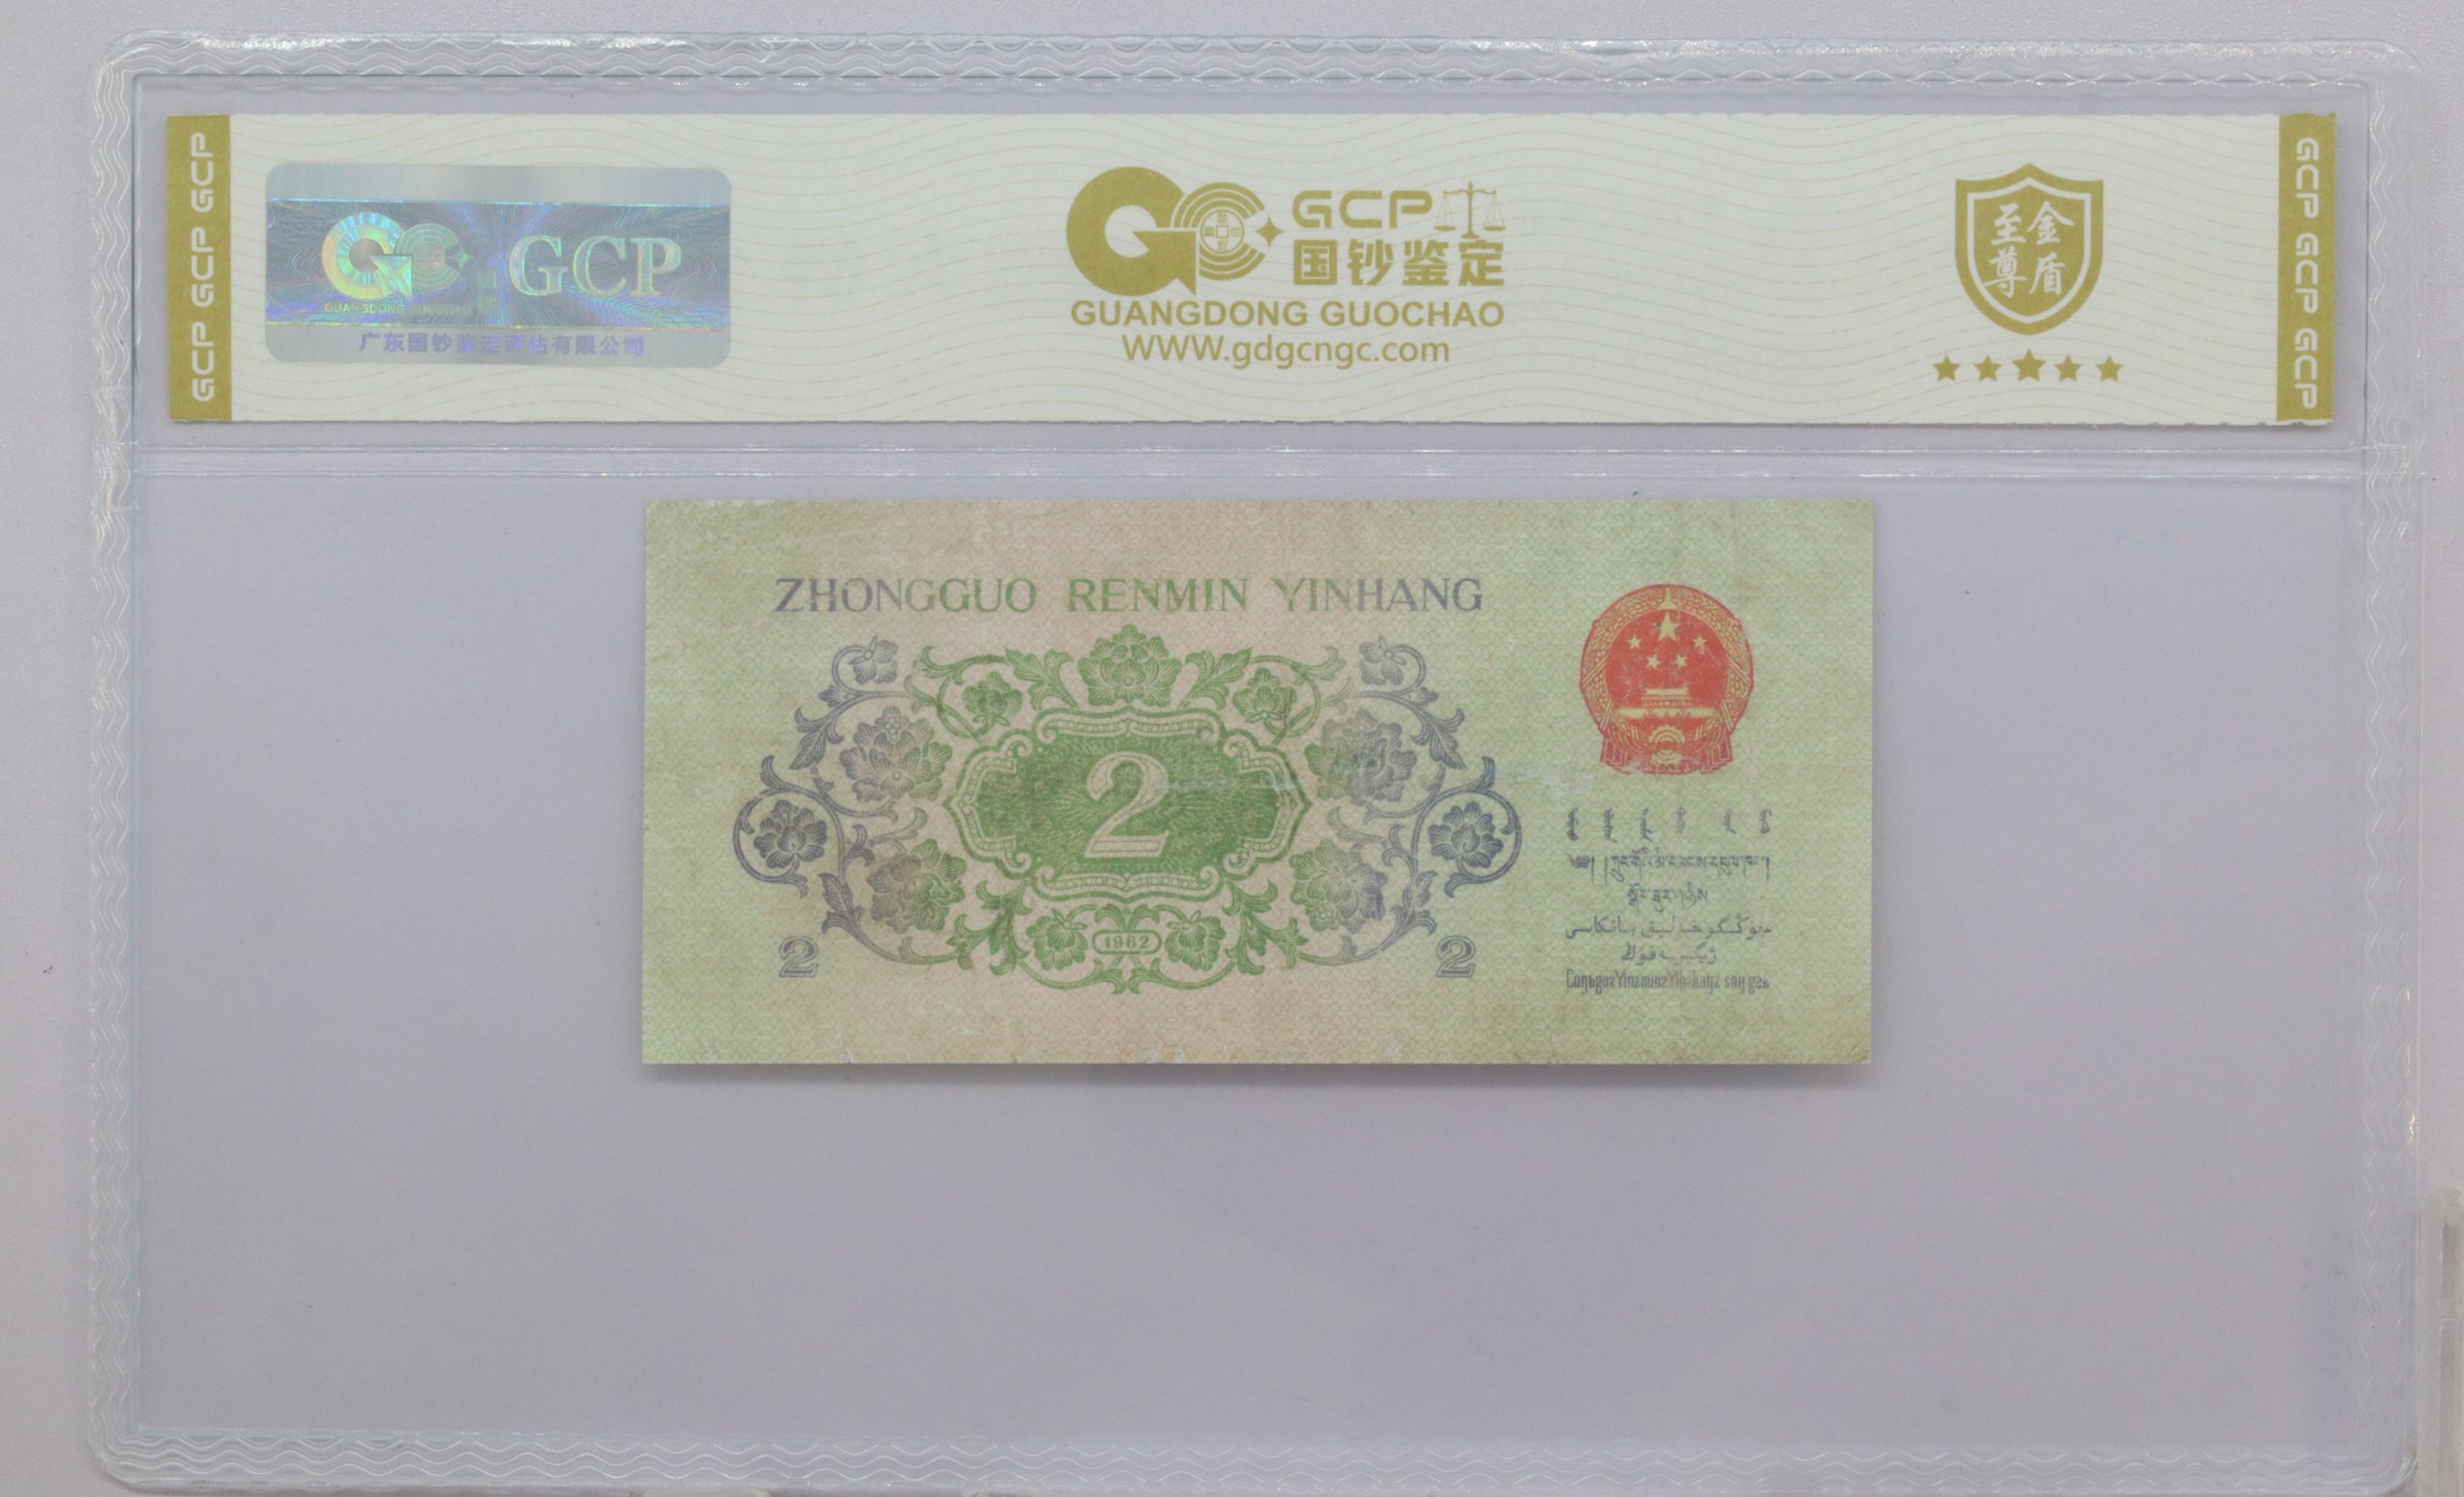 GCP GCP GCP
GC GCP
GUANGDONG GUOCHAO
广东国钞鉴定评估有限公司
GCP
国钞鉴定
GUANGDONG GUOCHAO
WWW.gdgcngc.com
至尊
金盾
GCP GCP GCP
ZHONGGUO RENMIN YINHANG
2
1962
2
2